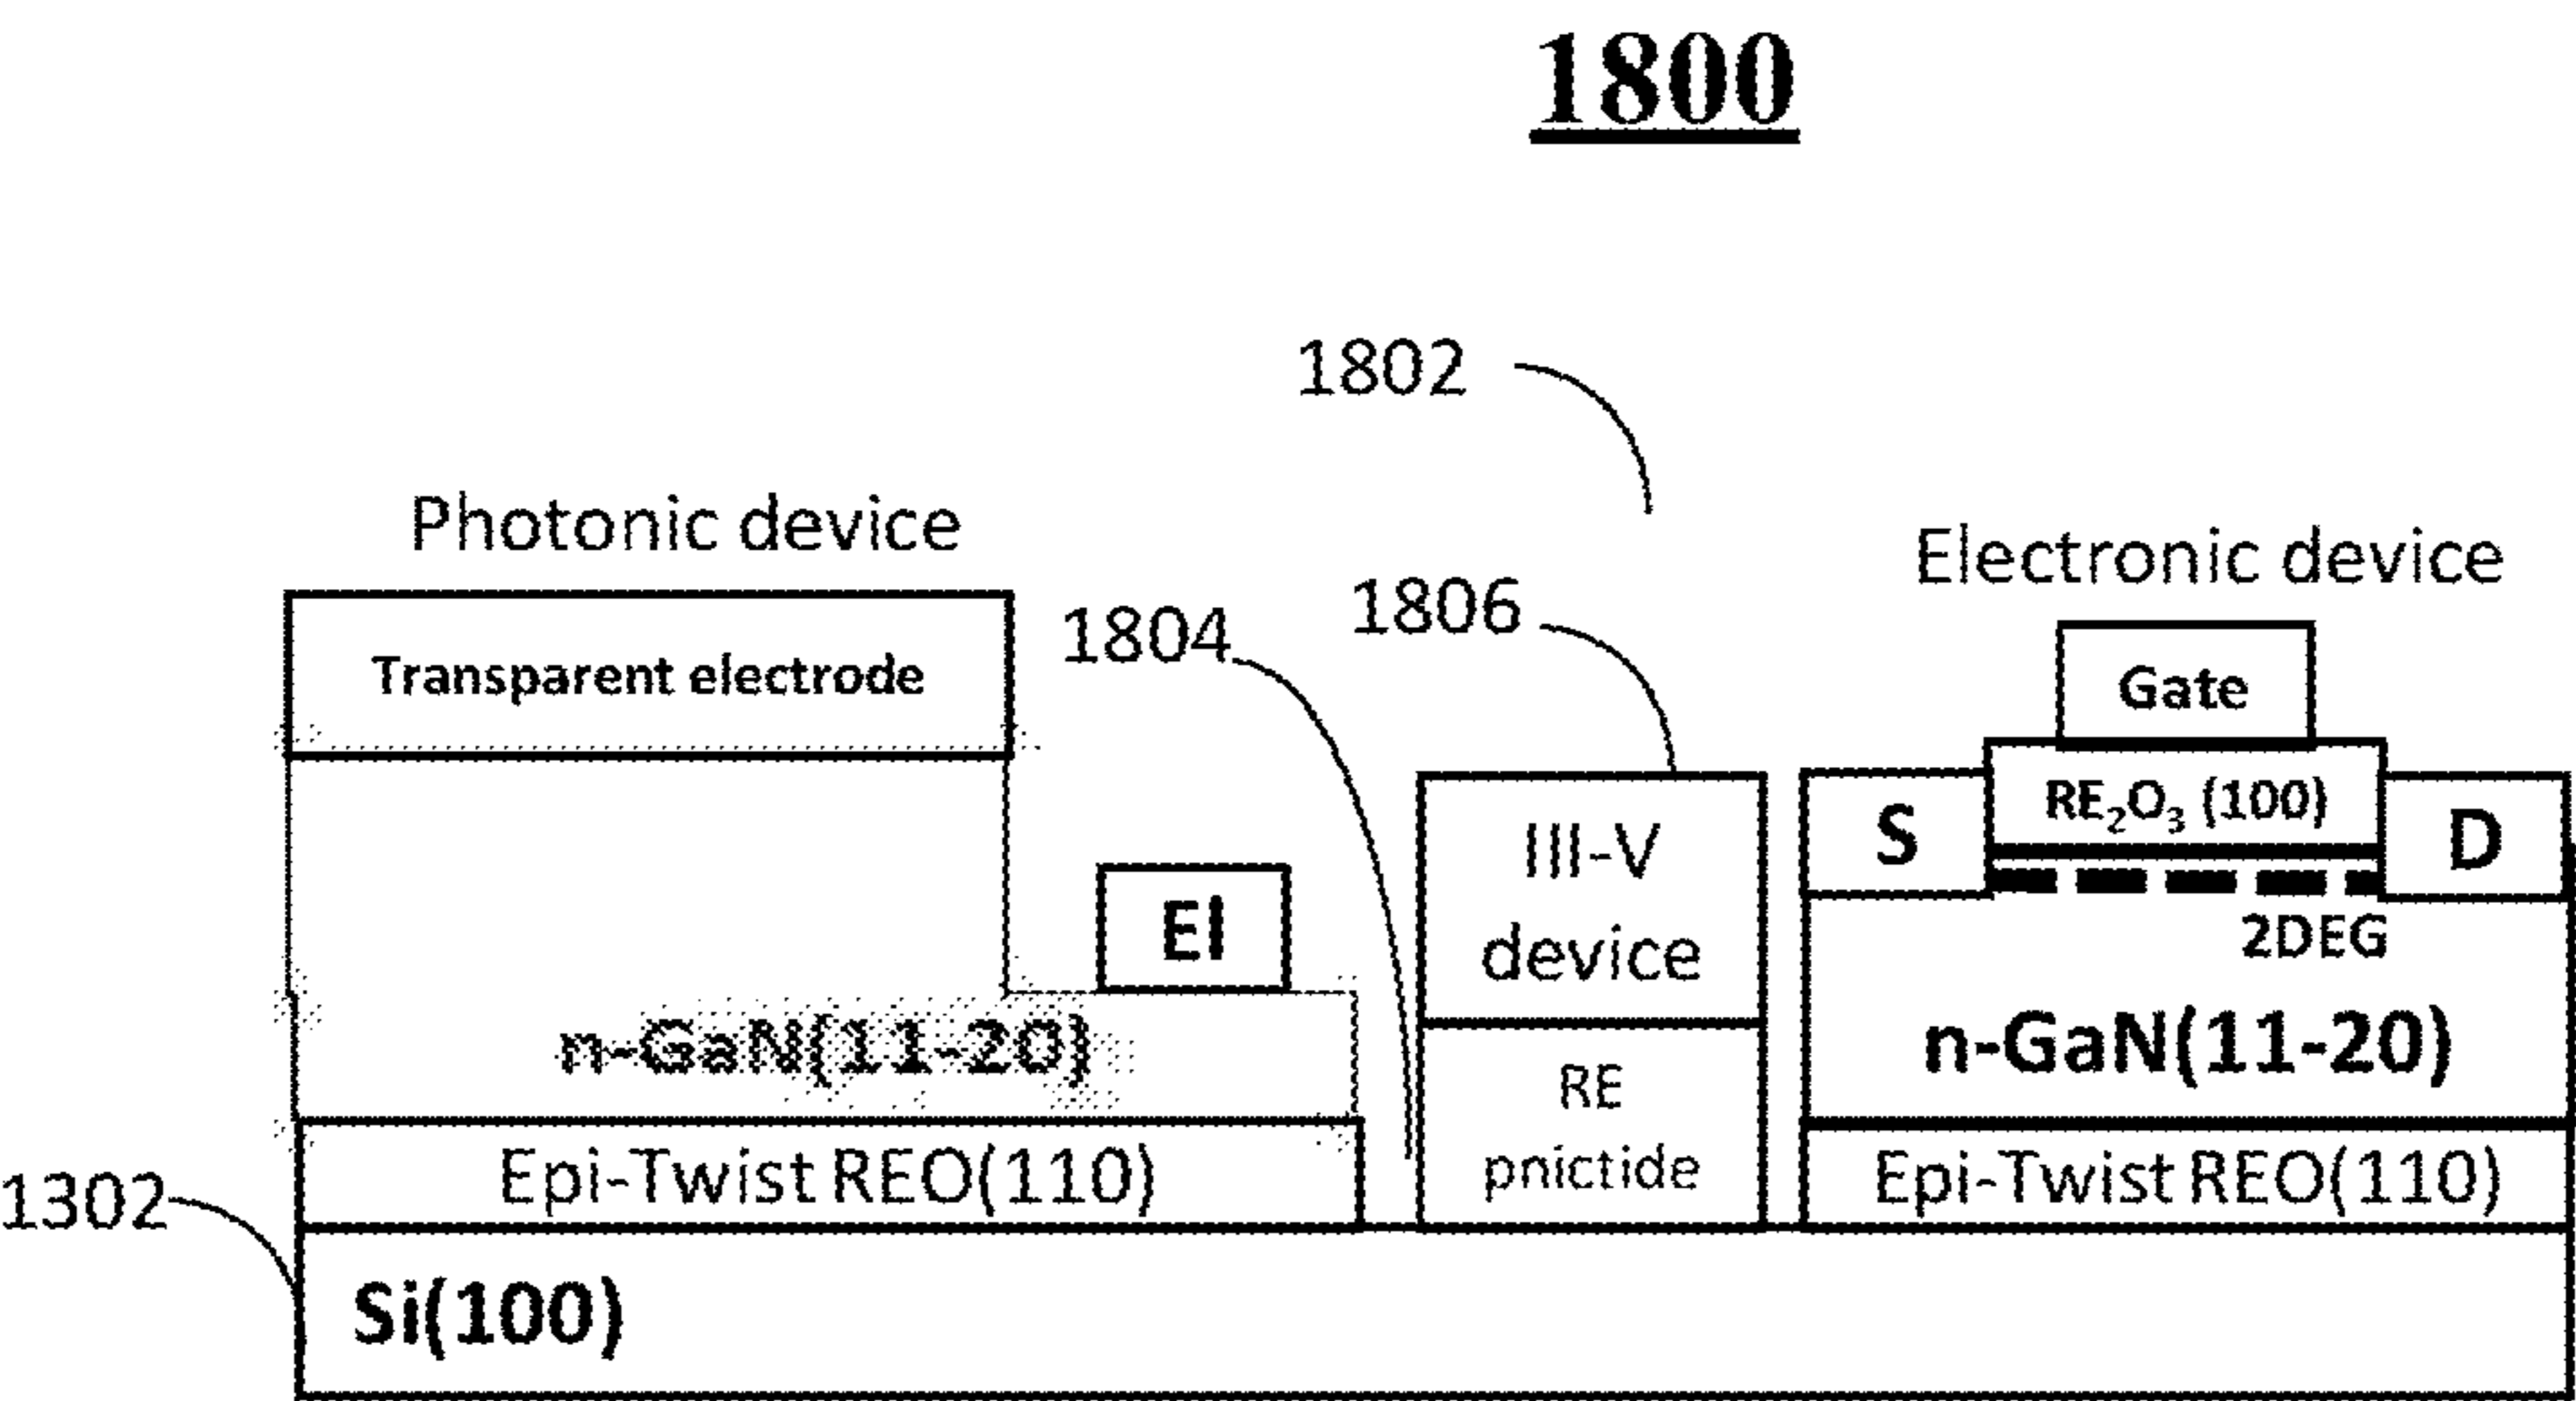 1800
1802
Photonic device
Electronic device
1804
1806
Transparent electrode
Gate
S
RE₂O₃ (100)
D
III-V
device
El
2DEG
n-GaN(11-20)
n-GaN(11-20)
RE
pnictide
Epi-Twist REO(110)
Epi-Twist REO(110)
1302
Si(100)